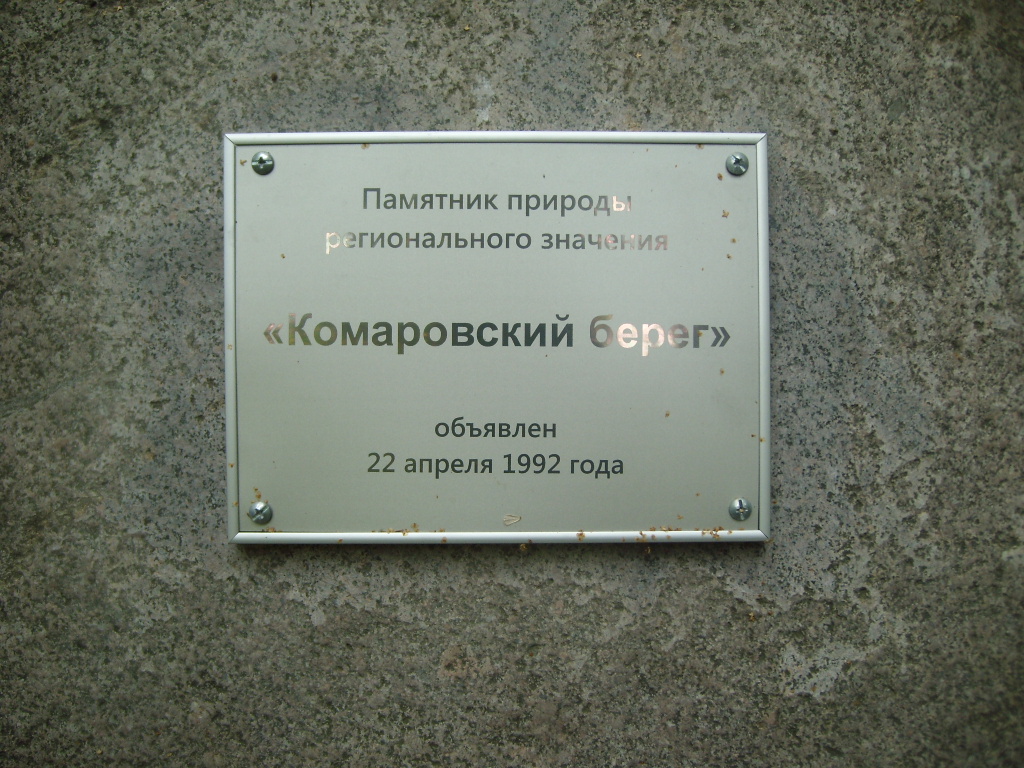 Памятник природы
регионального значения
«Комаровский берег»
объявлен
22 апреля 1992 года